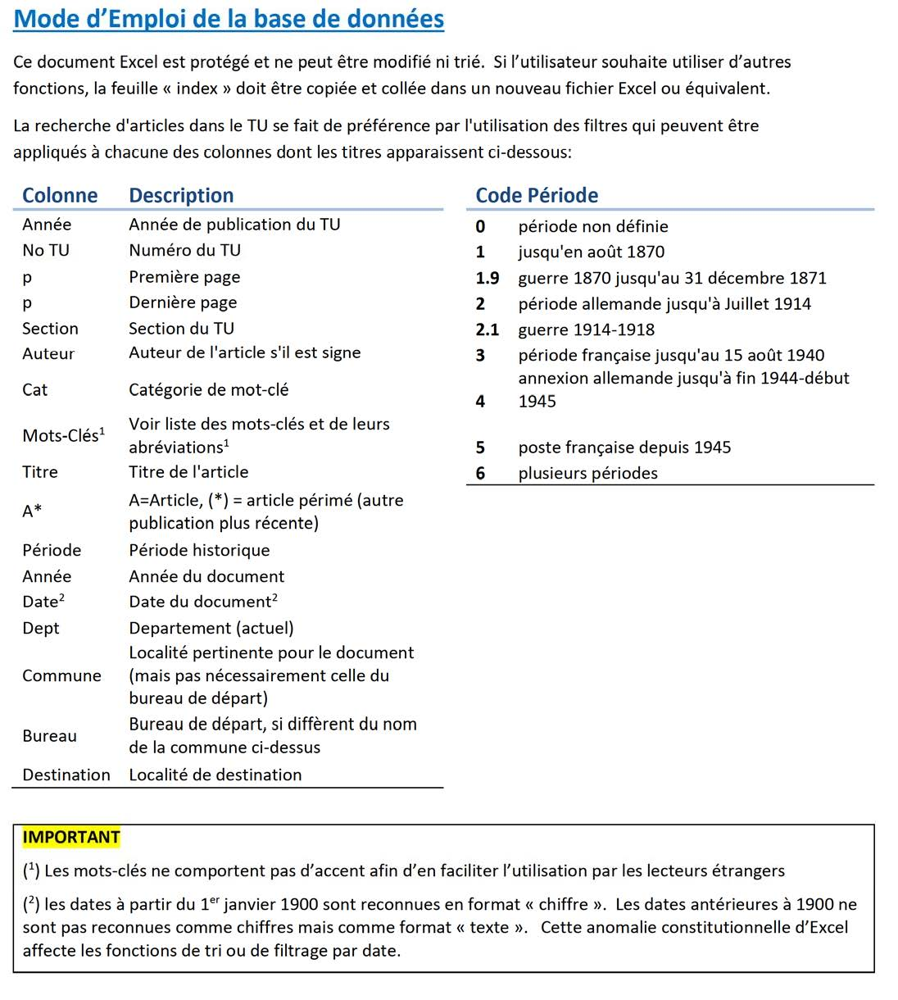 Mode d’Emploi de la base de données
Ce document Excel est protégé et ne peut être modifié ni trié. Si l’utilisateur souhaite utiliser d’autres
fonctions, la feuille « index » doit être copiée et collée dans un nouveau fichier Excel ou équivalent.
La recherche d'articles dans le TU se fait de préférence par l'utilisation des filtres qui peuvent être
appliqués à chacune des colonnes dont les titres apparaissent ci-dessous:
Colonne Description
Année Année de publication du TU
No TU Numéro du TU
p Première page
p Dernière page
Section Section du TU
Auteur Auteur de l'article s'il est signe
Cat Catégorie de mot-clé
Mots-Clés¹ Voir liste des mots-clés et de leurs
abréviations¹
Titre Titre de l'article
A* A=Article, (*) = article périmé (autre
publication plus récente)
Période Période historique
Année Année du document
Date² Date du document²
Dept Departement (actuel)
Commune Localité pertinente pour le document
(mais pas nécessairement celle du
bureau de départ)
Bureau Bureau de départ, si diffèrent du nom
de la commune ci-dessus
Destination Localité de destination
Code Période
0 période non définie
1 jusqu'en août 1870
1.9 guerre 1870 jusqu'au 31 décembre 1871
2 période allemande jusqu'à Juillet 1914
2.1 guerre 1914-1918
3 période française jusqu'au 15 août 1940
annexion allemande jusqu'à fin 1944-début
4 1945
5 poste française depuis 1945
6 plusieurs périodes
IMPORTANT
(¹) Les mots-clés ne comportent pas d’accent afin d’en faciliter l’utilisation par les lecteurs étrangers
(²) les dates à partir du 1er janvier 1900 sont reconnues en format « chiffre ». Les dates antérieures à 1900 ne
sont pas reconnues comme chiffres mais comme format « texte ». Cette anomalie constitutionnelle d’Excel
affecte les fonctions de tri ou de filtrage par date.